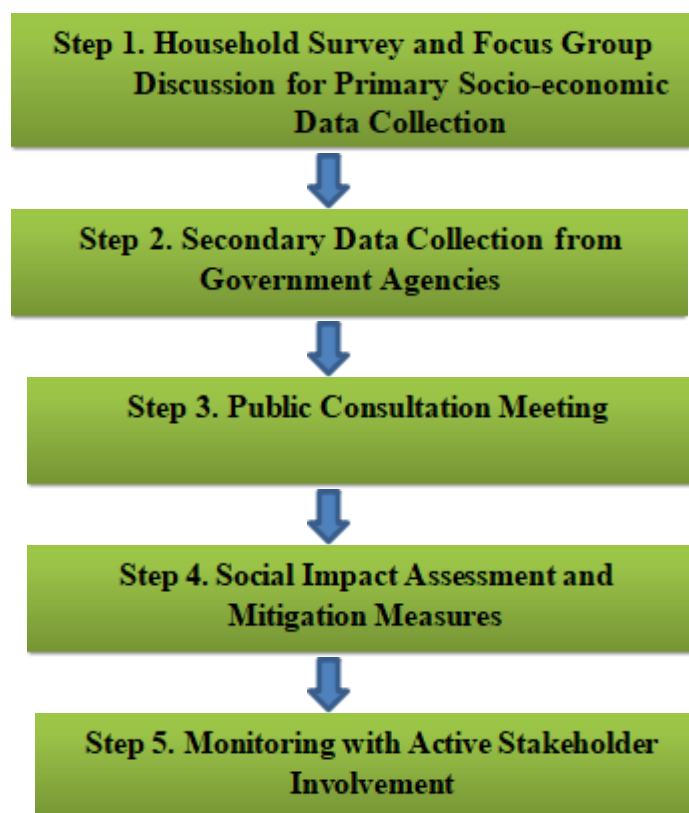 Step 1. Household Survey and Focus Group
Discussion for Primary Socio-economic
Data Collection
Step 2. Secondary Data Collection from
Government Agencies
Step 3. Public Consultation Meeting
Step 4. Social Impact Assessment and
Mitigation Measures
Step 5. Monitoring with Active Stakeholder
Involvement